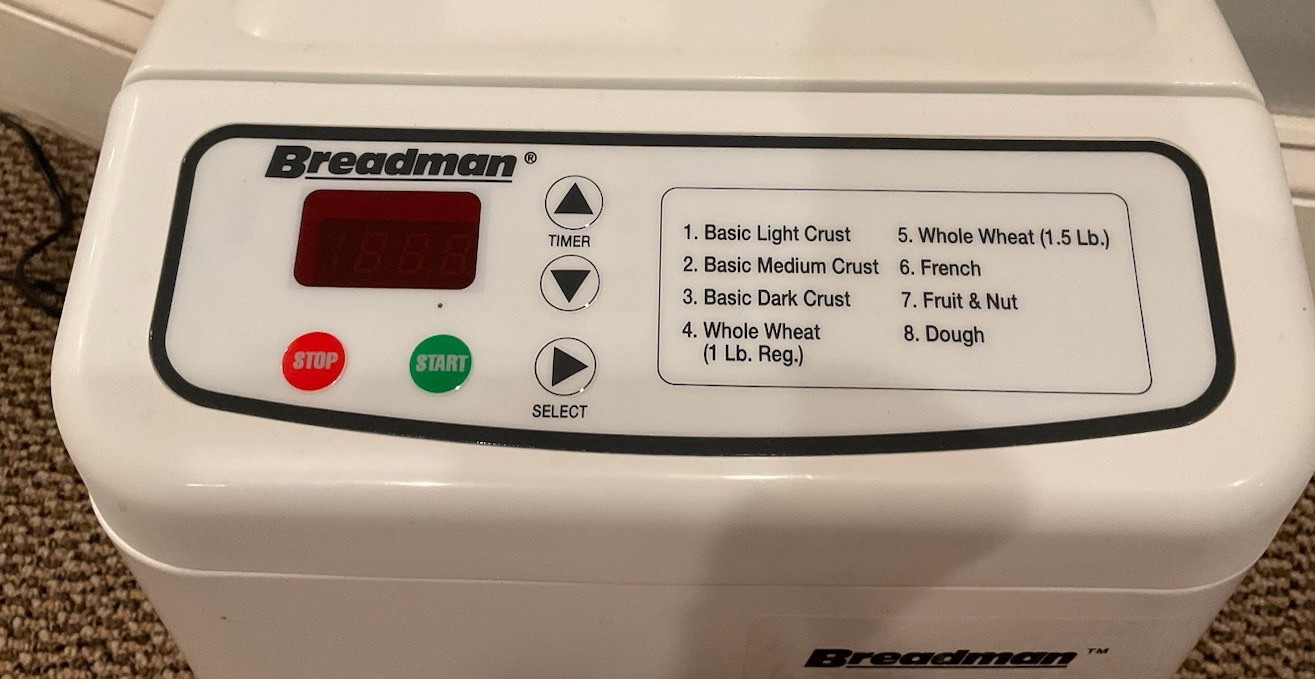 Breadman®
TIMER
STOP
START
SELECT
1. Basic Light Crust
2. Basic Medium Crust
3. Basic Dark Crust
4. Whole Wheat
(1 Lb. Reg.)
5. Whole Wheat (1.5 Lb.)
6. French
7. Fruit & Nut
8. Dough
Breadman™